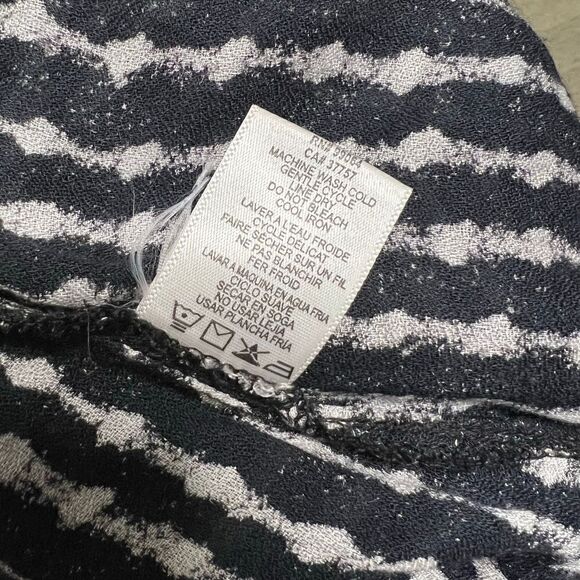 CA# 37757
MACHINE WASH COLD
GENTLE CYCLE
LINE DRY
DO NOT BLEACH
COOL IRON
LAVER A L'EAU FROIDE
CYCLE DELICAT
FAIRE SECHER SUR UN FIL
NE PAS BLANCHIR
FER FROID
LAVAR A MAQUINA EN AGUA FRIA
CICLO SUAVE
SECAR DE SOGA
NO USAR LEJIA
USAR PLANCHA FRIA